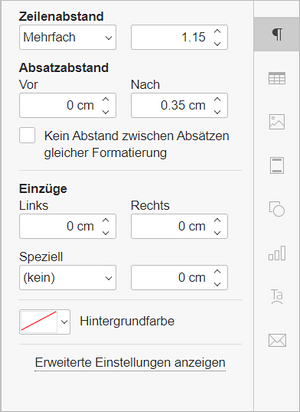 Zeilenabstand
Mehrfach 1.15
Absatzabstand
Vor Nach
0 cm 0.35 cm
Kein Abstand zwischen Absätzen
gleicher Formatierung
Einzüge
Links Rechts
0 cm 0 cm
Speziell
(kein) 0 cm
Hintergrundfarbe
Erweiterte Einstellungen anzeigen
Ta